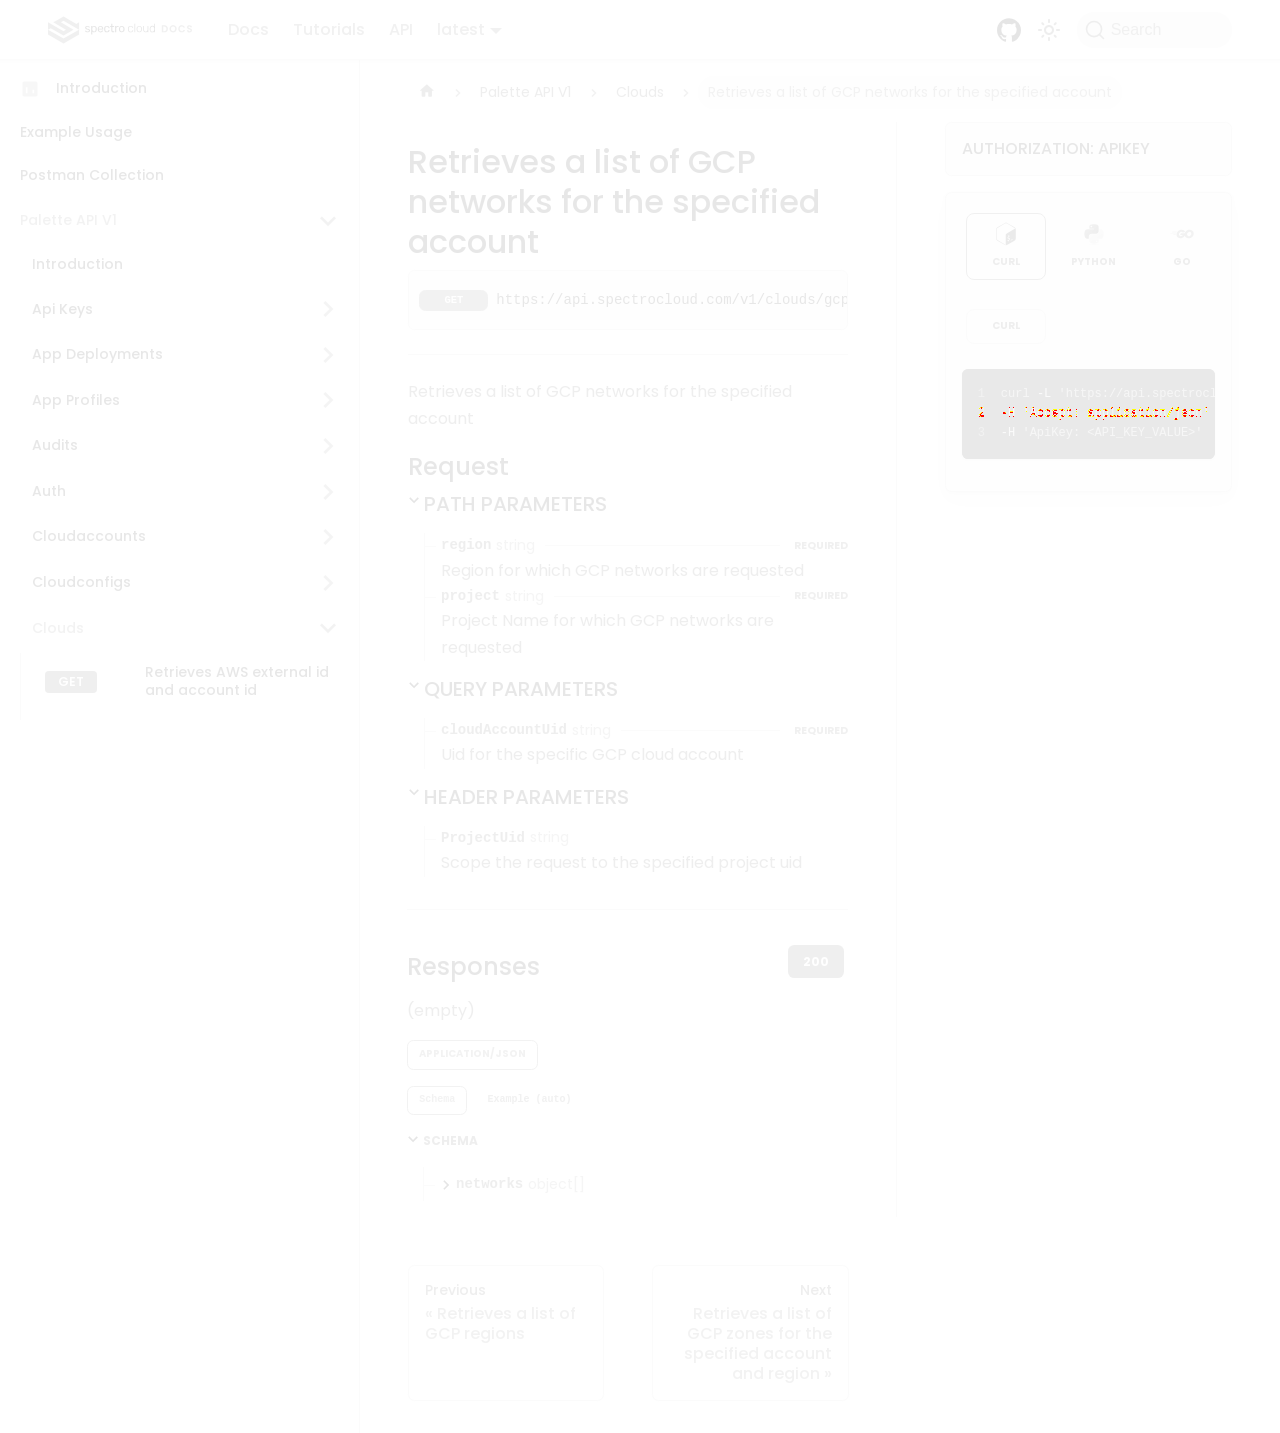 spectro cloud DOCS
Docs Tutorials API latest
Search
Introduction
Example Usage
Postman Collection
Palette API V1
Introduction
Api Keys
App Deployments
App Profiles
Audits
Auth
Cloudaccounts
Cloudconfigs
Clouds
GET Retrieves AWS external id
and account id
Palette API V1 › Clouds › Retrieves a list of GCP networks for the specified account
Retrieves a list of GCP
networks for the specified
account
GET https://api.spectrocloud.com/v1/clouds/gcp
Retrieves a list of GCP networks for the specified
account
Request
PATH PARAMETERS
region string REQUIRED
Region for which GCP networks are requested
project string REQUIRED
Project Name for which GCP networks are
requested
QUERY PARAMETERS
cloudAccountUid string REQUIRED
Uid for the specific GCP cloud account
HEADER PARAMETERS
ProjectUid string
Scope the request to the specified project uid
Responses
200
(empty)
APPLICATION/JSON
Schema Example (auto)
SCHEMA
networks object[]
Previous
« Retrieves a list of
GCP regions
Next
Retrieves a list of
GCP zones for the
specified account
and region »
AUTHORIZATION: APIKEY
CURL PYTHON GO
GO
CURL
1 curl -L 'https://api.spectrocl
2 -H 'Accept: application/json'
3 -H 'ApiKey: <API_KEY_VALUE>'